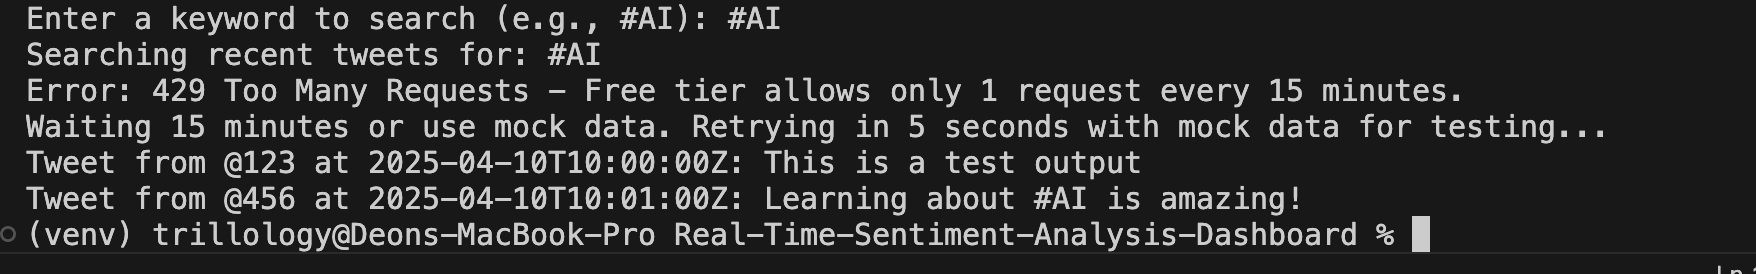 Enter a keyword to search (e.g., #AI): #AI
Searching recent tweets for: #AI
Error: 429 Too Many Requests – Free tier allows only 1 request every 15 minutes.
Waiting 15 minutes or use mock data. Retrying in 5 seconds with mock data for testing...
Tweet from @123 at 2025-04-10T10:00:00Z: This is a test output
Tweet from @456 at 2025-04-10T10:01:00Z: Learning about #AI is amazing!
(venv) trillology@Deons-MacBook-Pro Real-Time-Sentiment-Analysis-Dashboard %